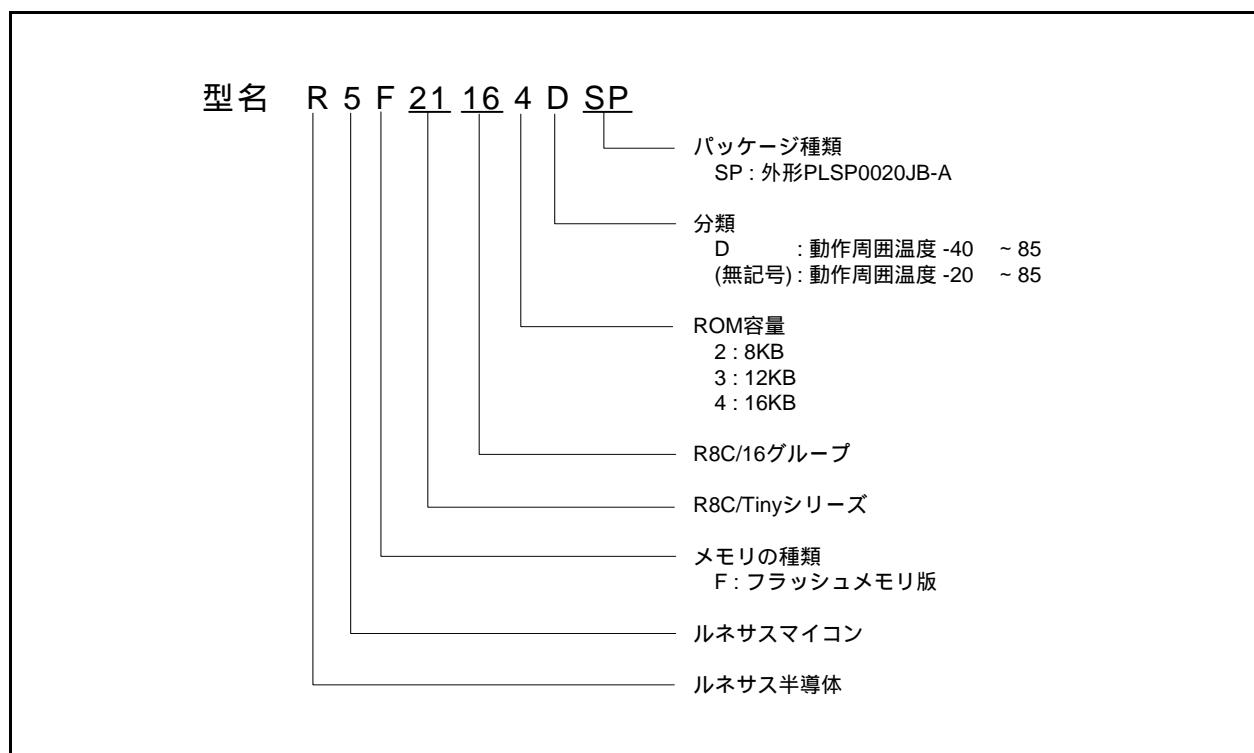 型名 R 5 F 21 16 4 D SP
パッケージ種類
SP : 外形PLSP0020JB-A
分類
D : 動作周囲温度 -40 ~ 85
(無記号) : 動作周囲温度 -20 ~ 85
ROM容量
2 : 8KB
3 : 12KB
4 : 16KB
R8C/16グループ
R8C/Tinyシリーズ
メモリの種類
F : フラッシュメモリ版
ルネサスマイコン
ルネサス半導体